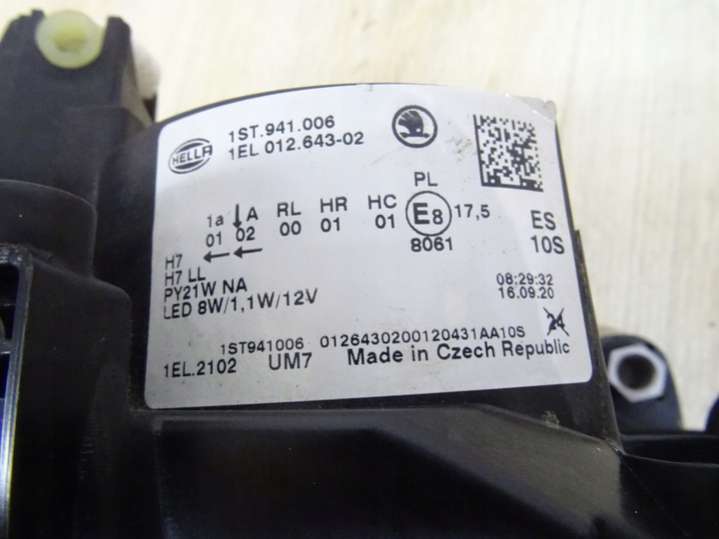 HELLA
1ST.941.006
1EL 012.643-02
PL
1a A RL HR HC
01 02 00 01 01 E8 17,5 ES
8061 10S
H7
H7 LL
PY21W NA
LED 8W/1,1W/12V
08:29:32
16.09.20
1ST941006 01264300200120431AA10S
1EL.2102 UM7 Made in Czech Republic